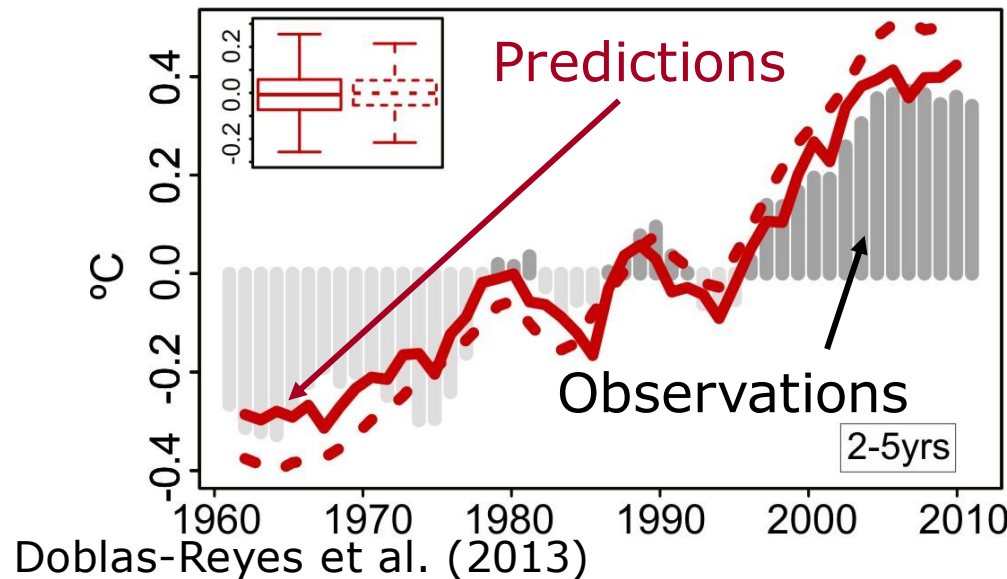 Predictions
0.2
0.0
-0.2
ºC
0.4
0.2
0.0
-0.2
-0.4
Observations
2-5yrs
1960 1970 1980 1990 2000 2010
Doblas-Reyes et al. (2013)